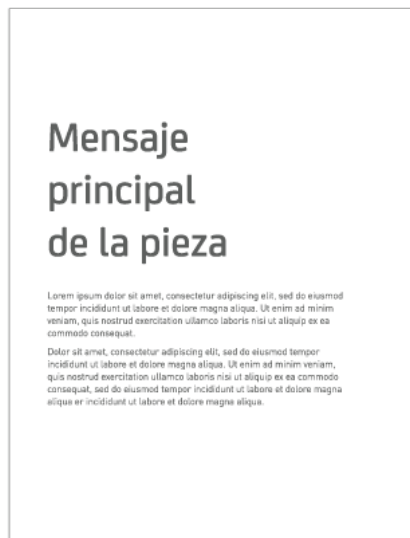 Mensaje
principal
de la pieza
Lorem ipsum dolor sit amet, consectetur adipiscing elit, sed do eiusmod
tempor incididunt ut labore et dolore magna aliqua. Ut enim ad minim
veniam, quis nostrud exercitation ullamco laboris nisi ut aliquip ex ea
commodo consequat.
Dolor sit amet, consectetur adipiscing elit, sed do eiusmod tempor
incididunt ut labore et dolore magna aliqua. Ut enim ad minim veniam,
quis nostrud exercitation ullamco laboris nisi ut aliquip ex ea commodo
consequat, sed do eiusmod tempor incididunt ut labore et dolore magna
aliqua er incididunt ut labore et dolore magna aliqua.